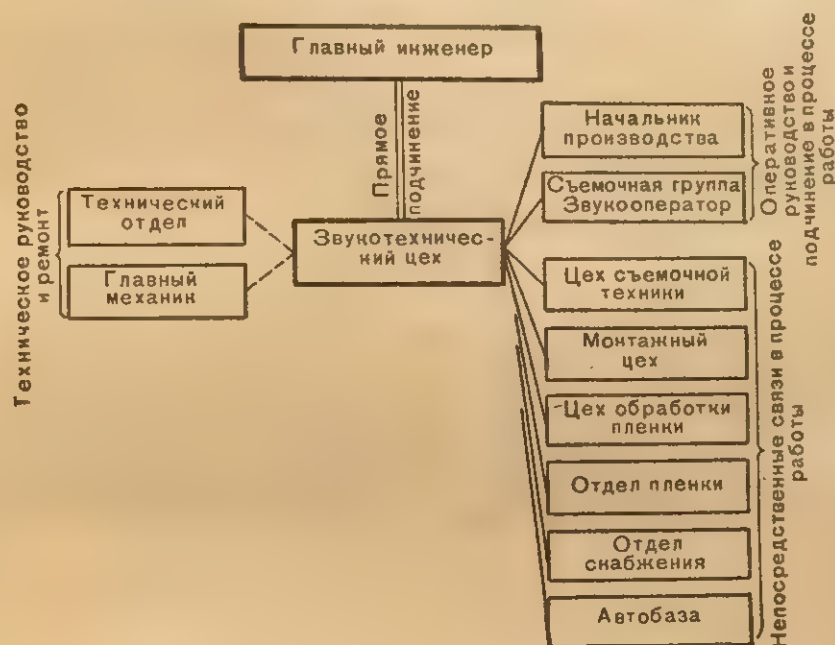 Главный инженер
Прямое
подчинение
Техническое руководство
и ремонт
Технический
отдел
Главный
механик
Звукотехничес-
кий цех
Начальник
производства
Съемочная группа
Звукооператор
Оперативное
руководство и
подчинение в процессе
работы
Цех съемочной
техники
Монтажный
цех
Цех обработки
пленки
Отдел пленки
Отдел
снабжения
Автобаза
Непосредственные связи в процессе
работы